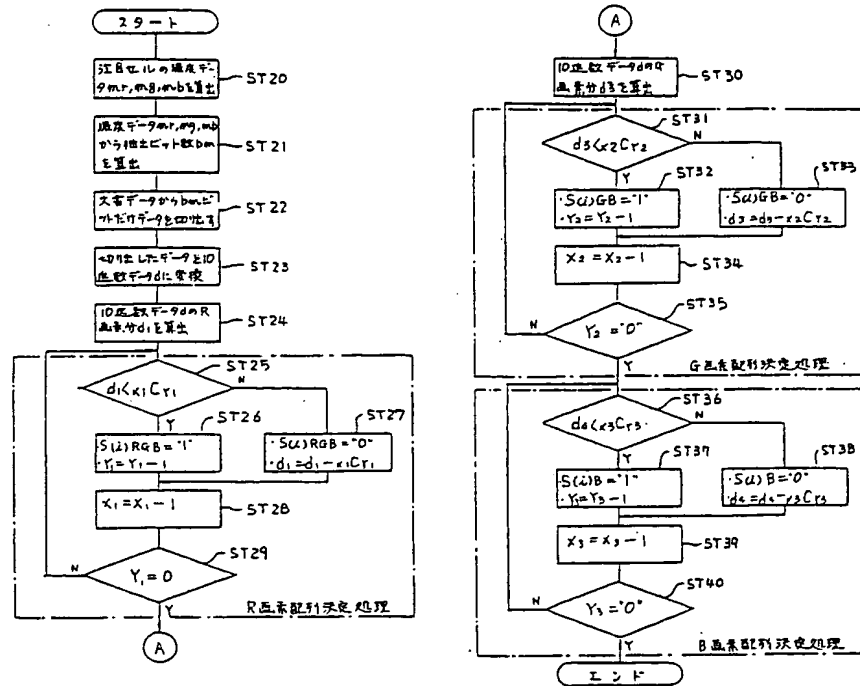 スタート
注目セルの濃度デー
タmr,mg,mbを算出
ST20
濃度データmr,mg,mb
から抽出ビット数bm
を算出
ST21
文書データからbmビ
ットだけデータを切出す
ST22
切り出したデータを10
進数データdに変換
ST23
10進数データdのR
画素分d1を算出
ST24
ST25
d1<x1Cr1
N
Y
ST26
・S(i)RGB="1"
・Y1=Y1-1
ST27
・S(i)RGB="0"
・d1=d1-x1Cr1
X1=X1-1
ST28
ST29
Y1=0
N
Y
R画素配列決定処理
A
A
10進数データdのG
画素分d3を算出
ST30
ST31
d3<x2Cr2
N
Y
ST32
・S(i)GB="1"
・Y2=Y2-1
ST33
・S(i)GB="0"
・d3=d3-x2Cr2
X2=X2-1
ST34
ST35
Y2="0"
N
Y
G画素配列決定処理
ST36
d4<x3Cr3
N
Y
ST37
・S(i)B="1"
・Y3=Y3-1
ST38
・S(i)B="0"
・d4=d4-x3Cr3
X3=X3-1
ST39
ST40
Y3="0"
N
Y
B画素配列決定処理
エンド